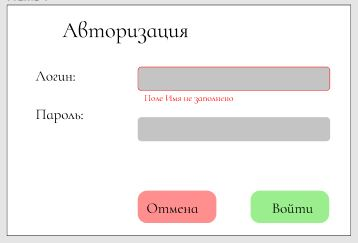 Авторизация
Логин:
Поле Имя не заполнено
Пароль:
Отмена Войти